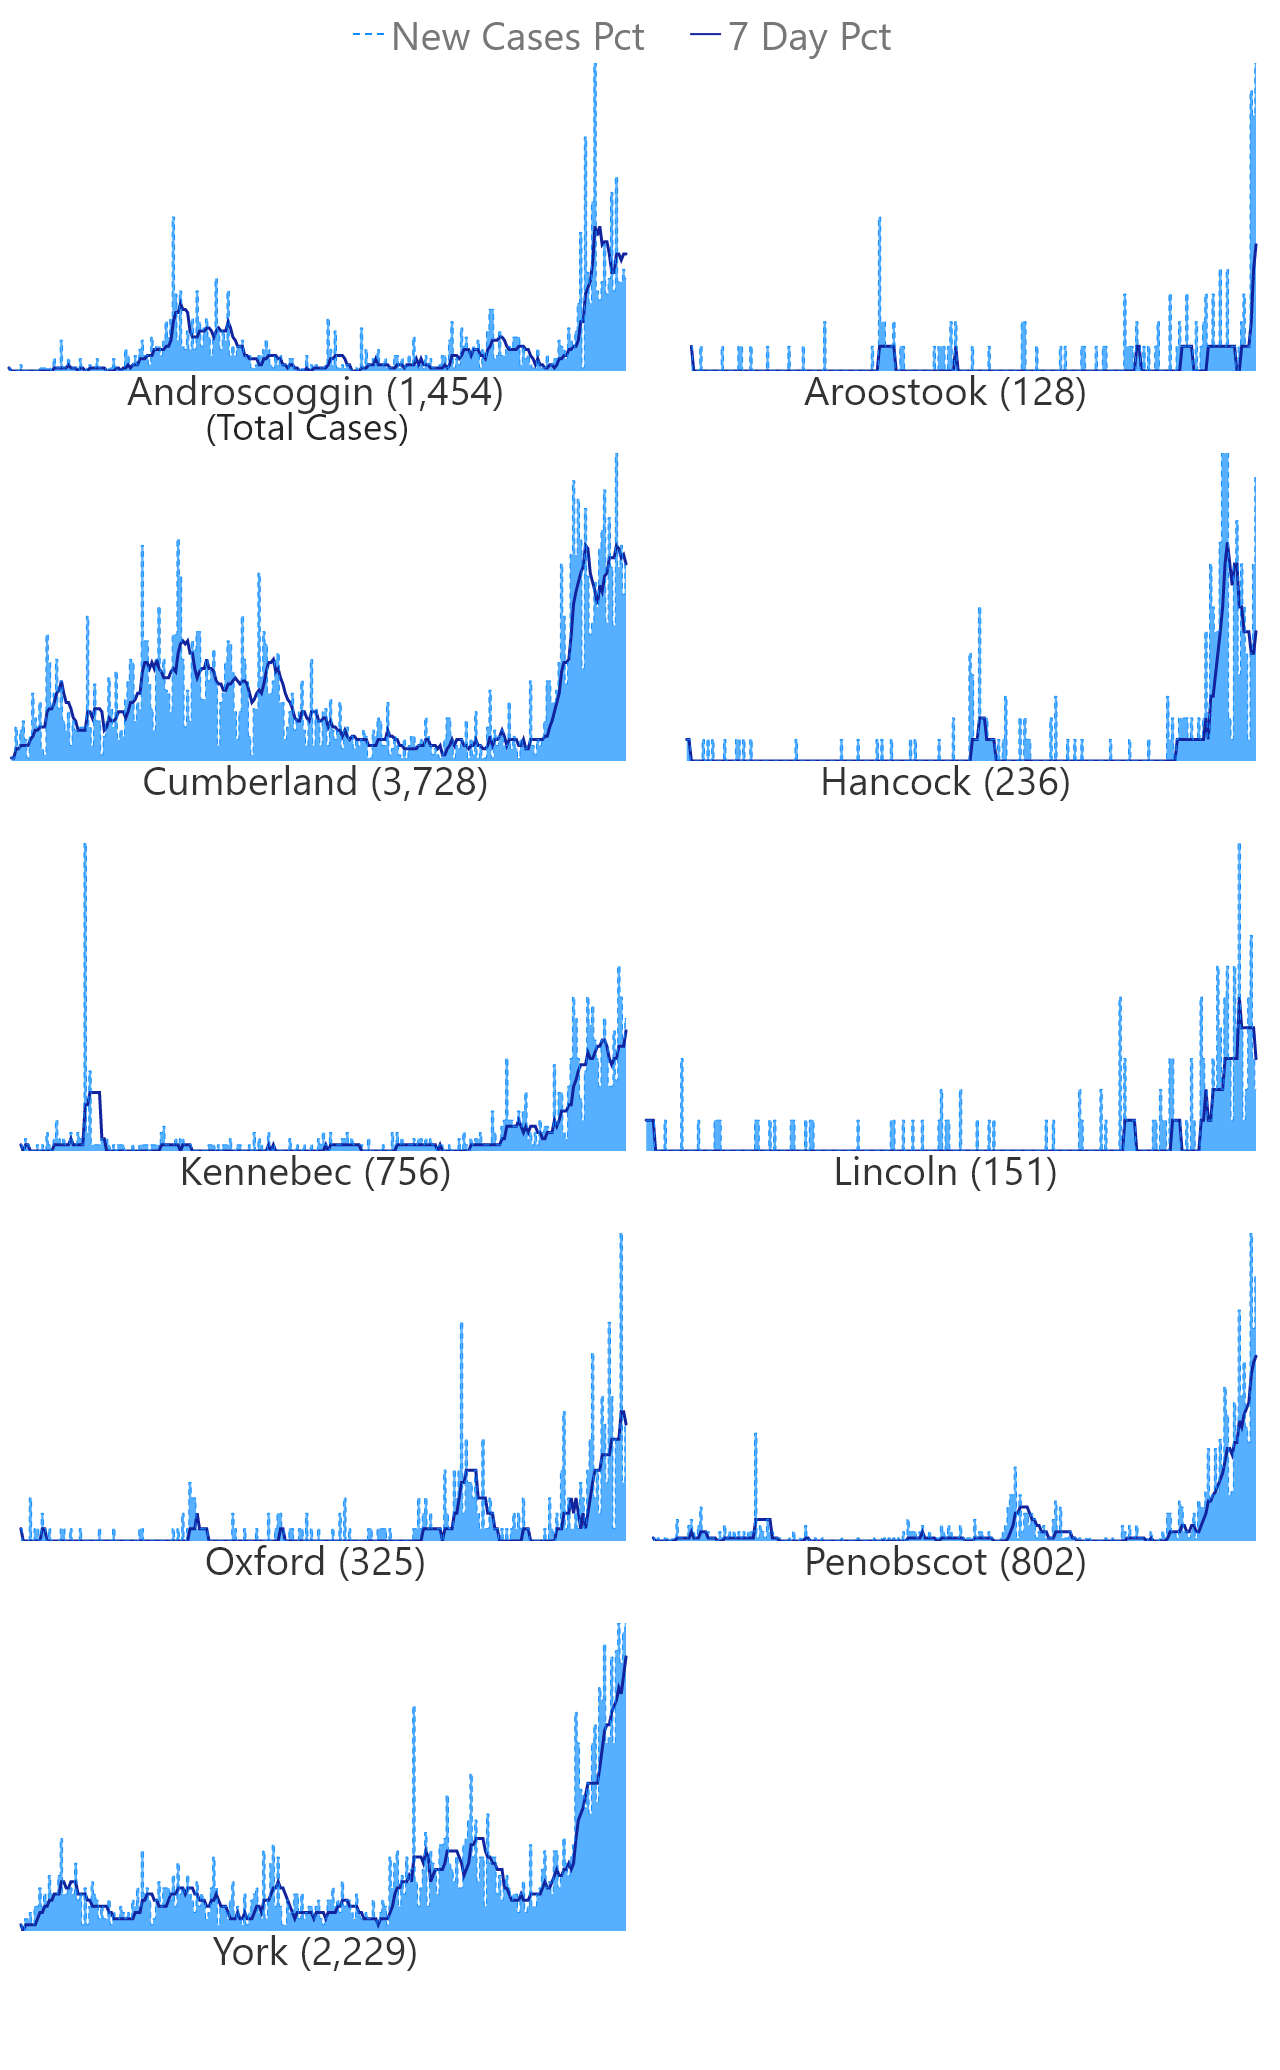 New Cases Pct 7 Day Pct
Androscoggin (1,454) Aroostook (128)
(Total Cases)
Cumberland (3,728) Hancock (236)
Kennebec (756) Lincoln (151)
Oxford (325) Penobscot (802)
York (2,229)